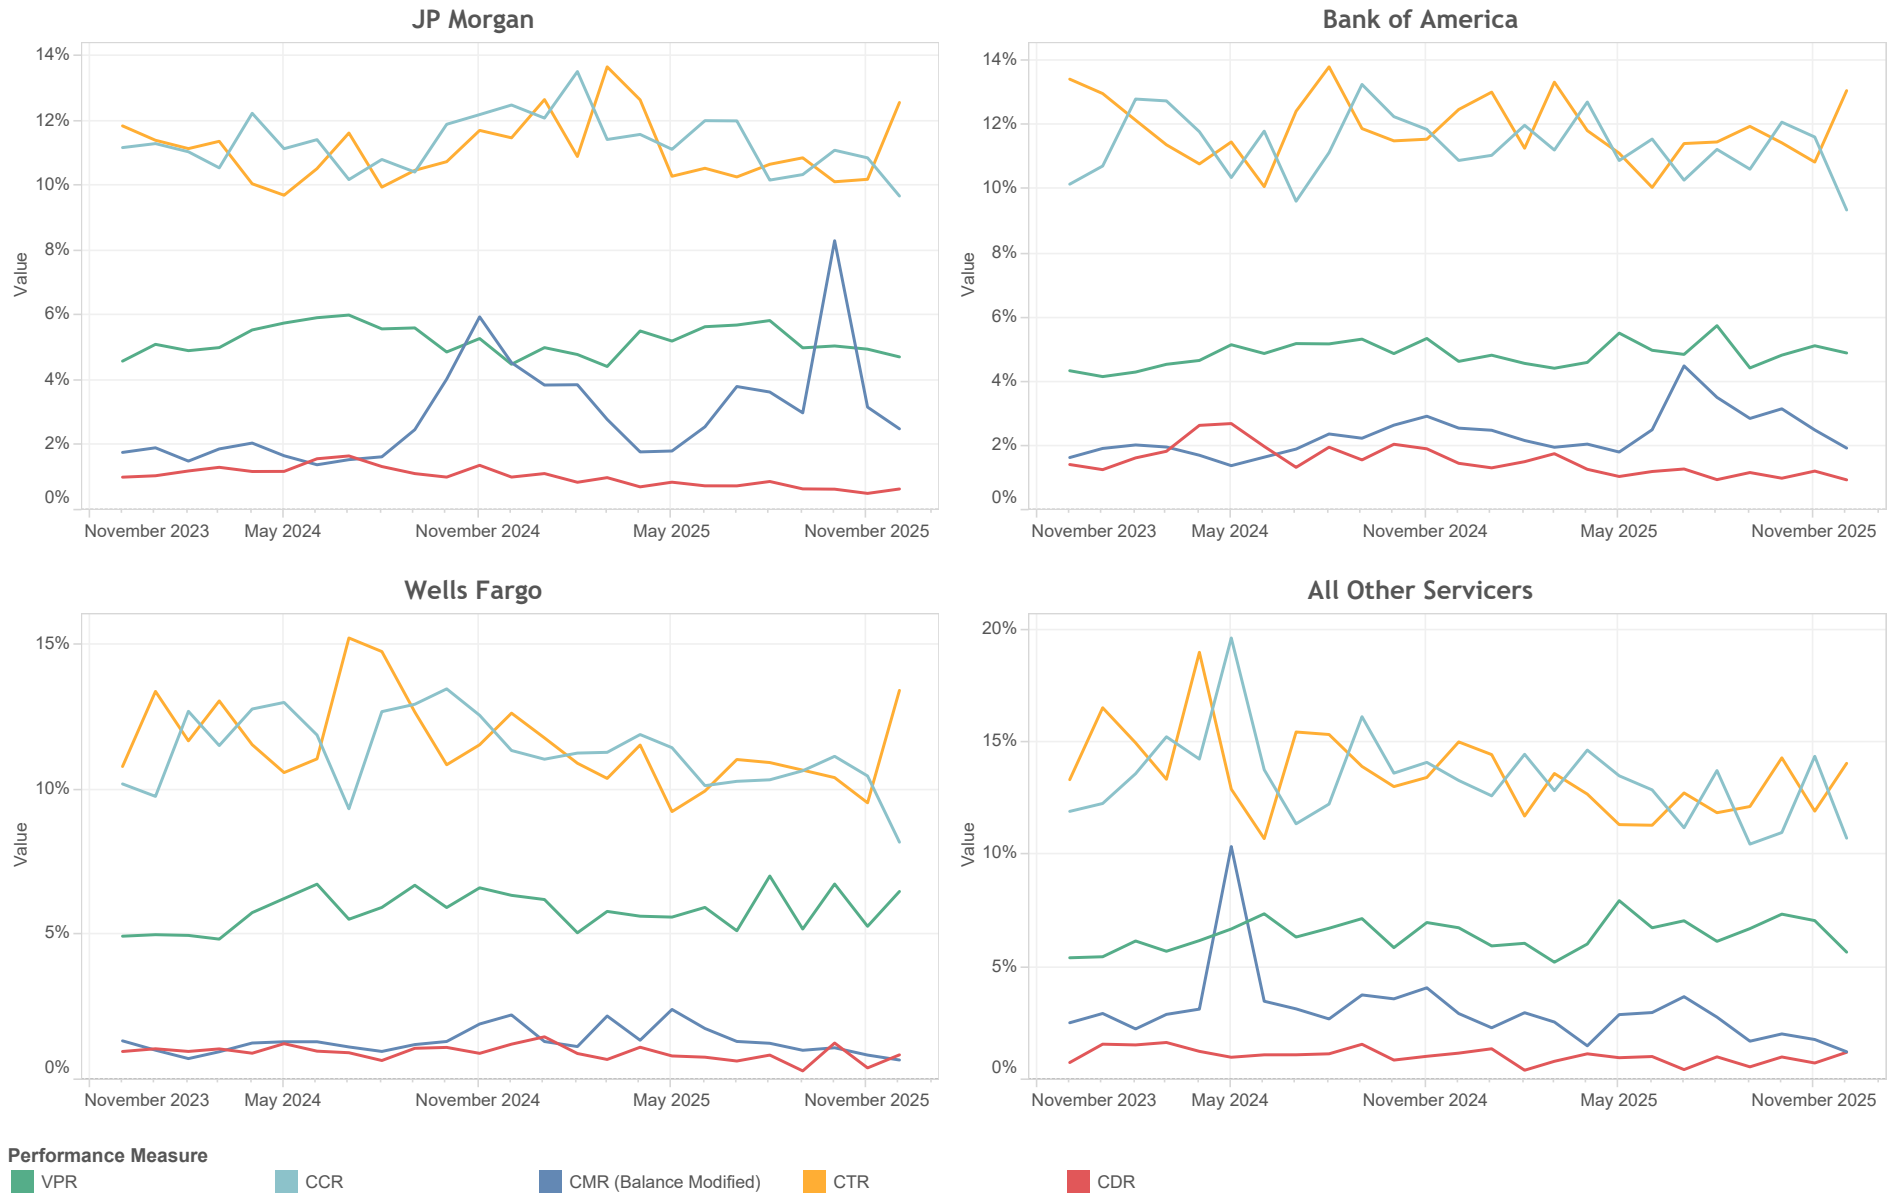 JP Morgan
14%
12%
10%
8%
6%
4%
2%
0%
Value
November 2023 May 2024 November 2024 May 2025 November 2025
Bank of America
14%
12%
10%
8%
6%
4%
2%
0%
Value
November 2023 May 2024 November 2024 May 2025 November 2025
Wells Fargo
15%
10%
5%
0%
Value
November 2023 May 2024 November 2024 May 2025 November 2025
All Other Servicers
20%
15%
10%
5%
0%
Value
November 2023 May 2024 November 2024 May 2025 November 2025
Performance Measure
VPR CCR CMR (Balance Modified) CTR CDR